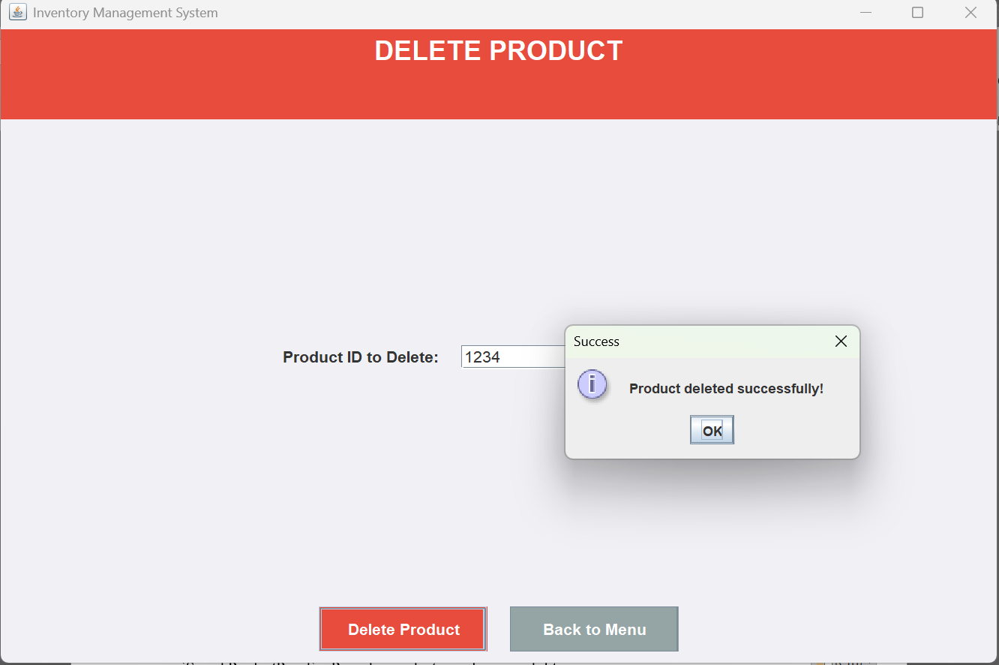 Inventory Management System
DELETE PRODUCT
Product ID to Delete: 1234
Success
Product deleted successfully!
OK
Delete Product Back to Menu